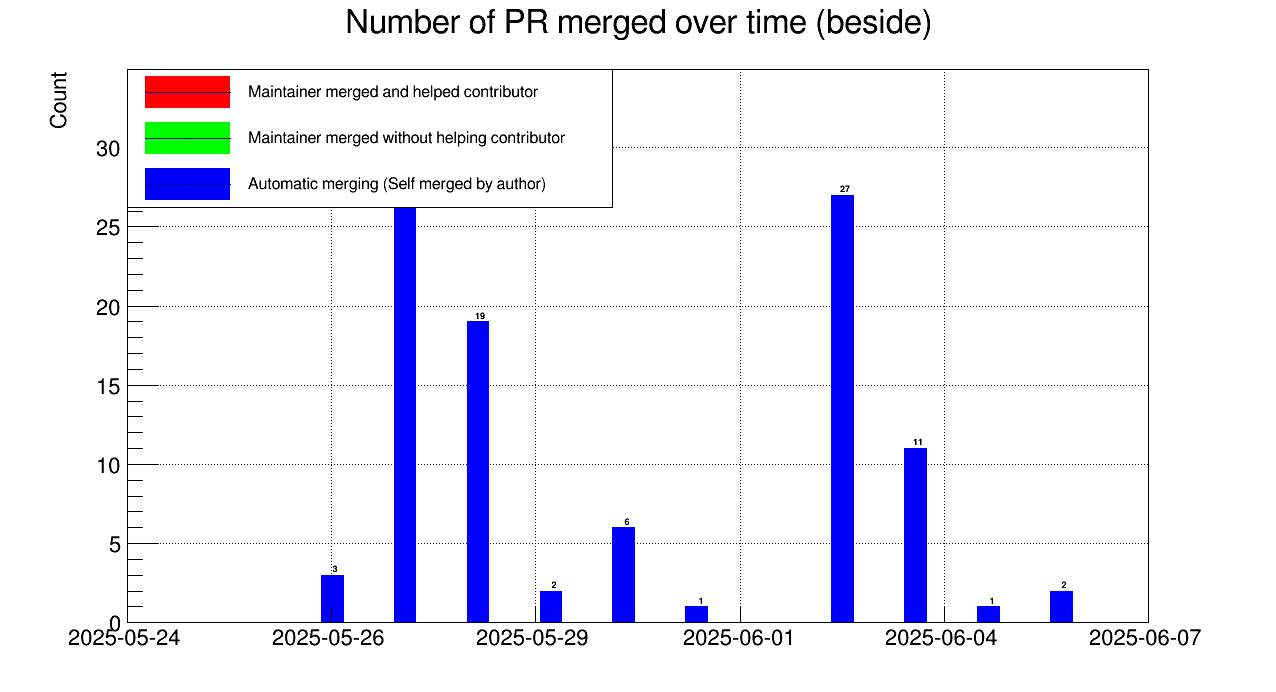 Number of PR merged over time (beside)
Count
Maintainer merged and helped contributor
Maintainer merged without helping contributor
Automatic merging (Self merged by author)
30
25
20
15
10
5
0
27
19
11
6
3
2
2
1
1
2025-05-24 2025-05-26 2025-05-29 2025-06-01 2025-06-04 2025-06-07